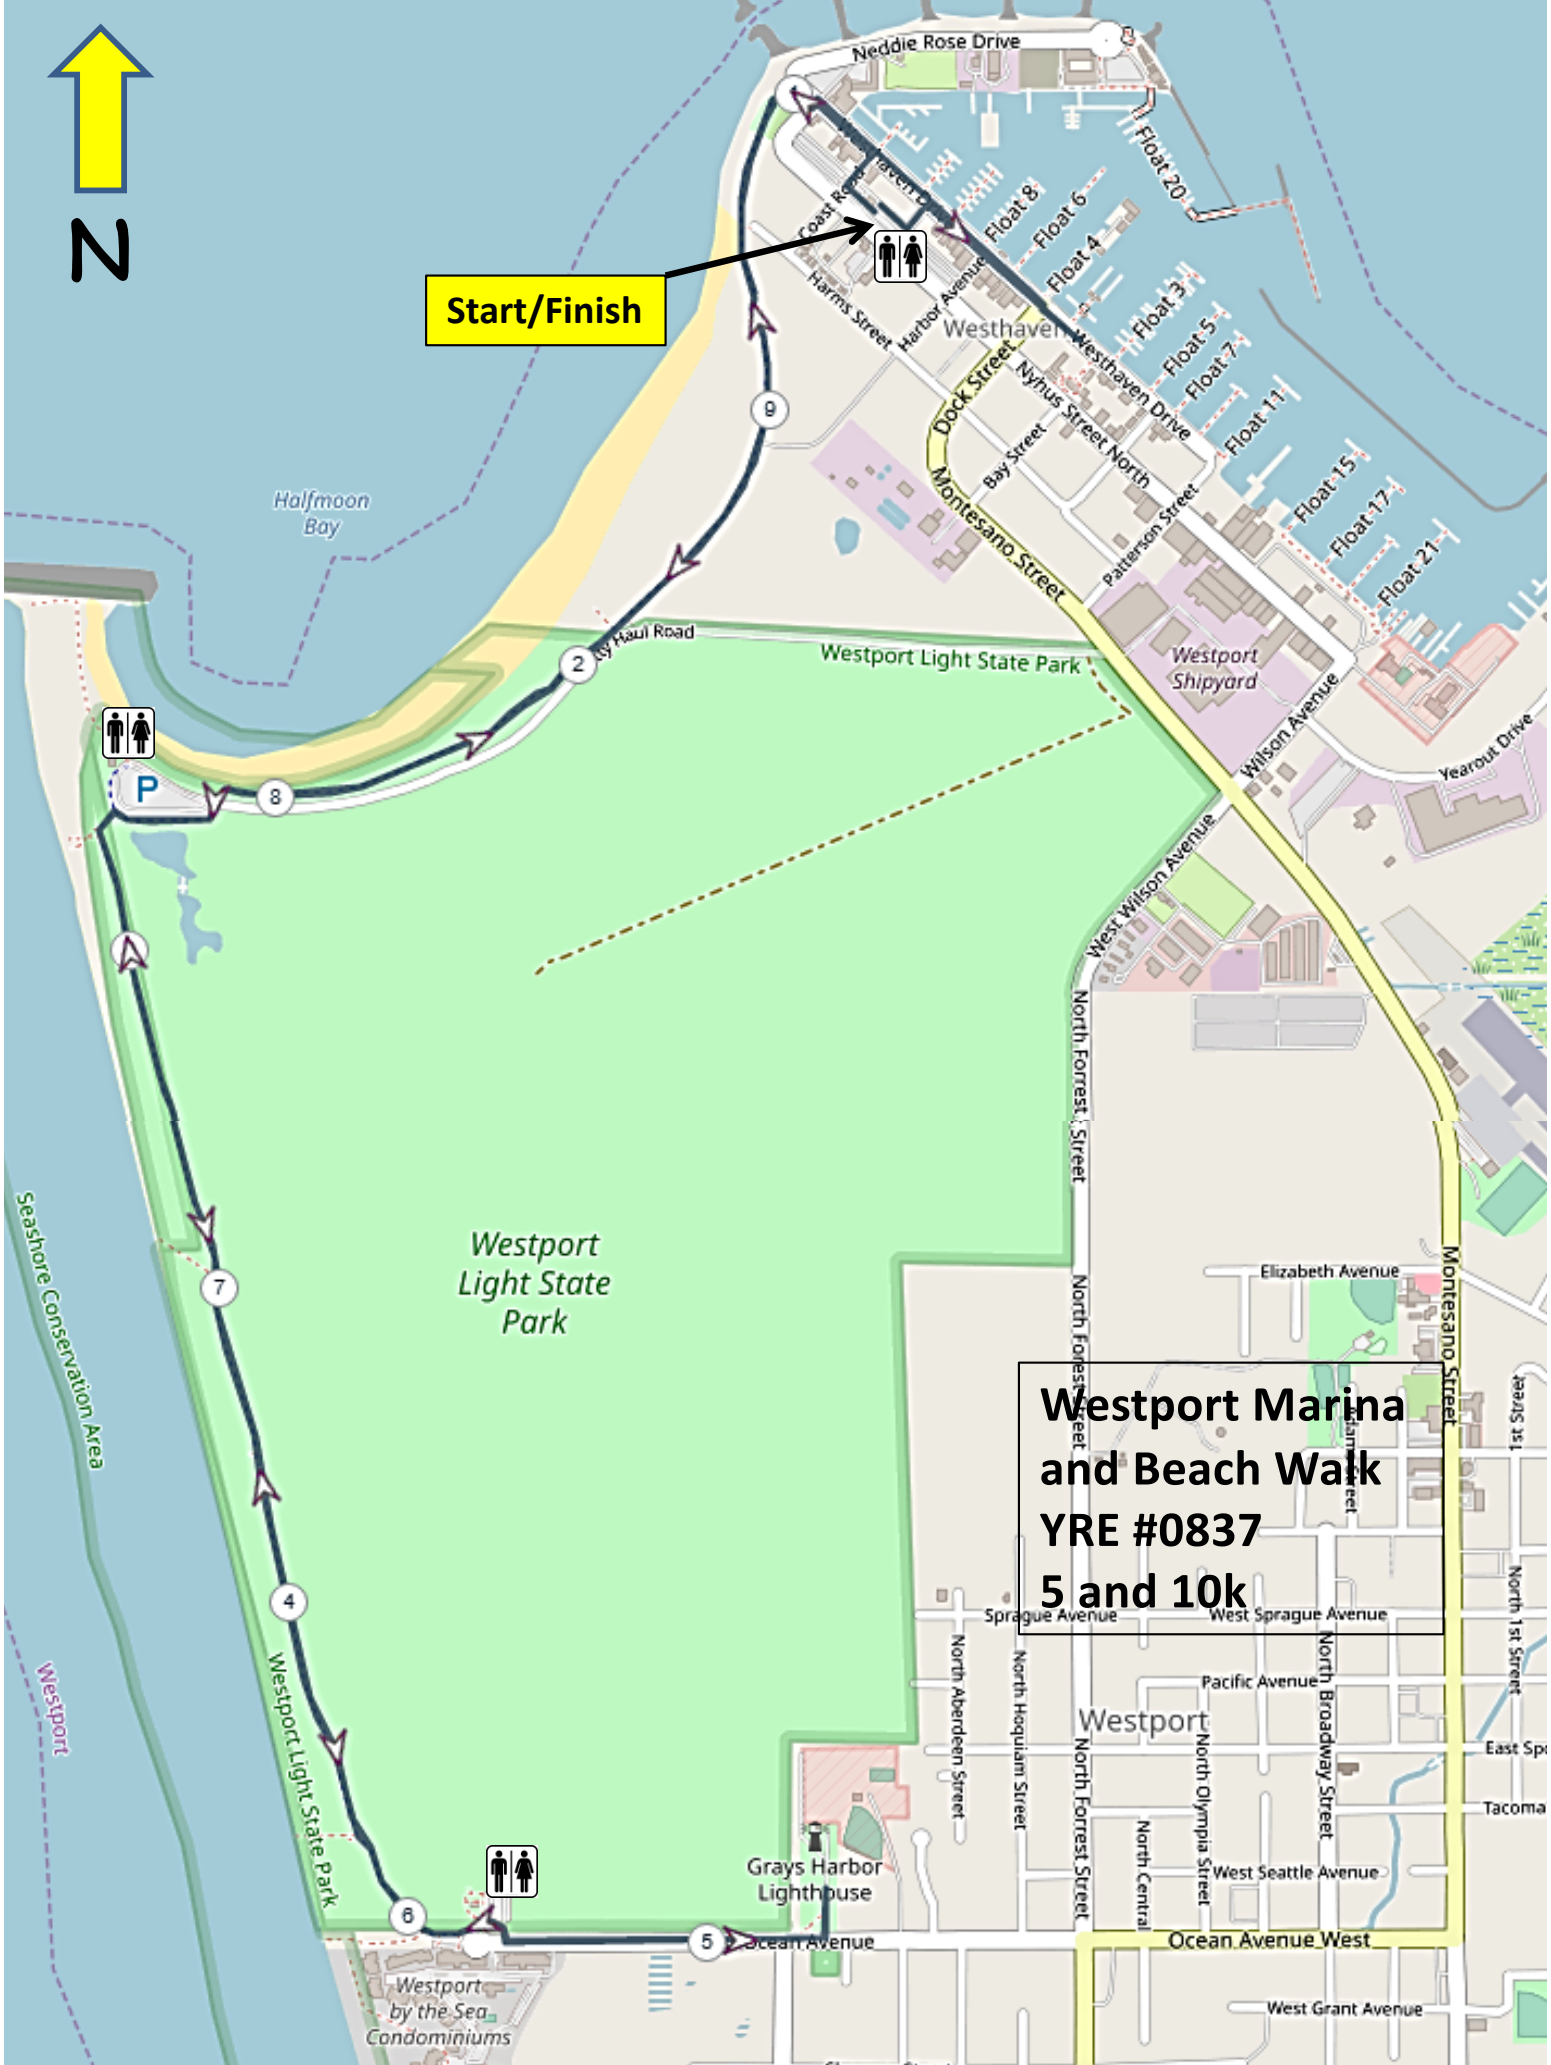 N
Neddie Rose Drive
Float 20
Float 8
Float 6
Float 4
Coast
Start/Finish
Harms Street
Harbor Avenue
Westhaven
Float 3
Float 5
Float 7
Float 11
Westhaven Drive
Dock Street
Nyhus Street North
Bay Street
Float 15
Float 17
Float 21
9
Halfmoon
Bay
Montesano Street
Patterson Street
2
Haul Road
Westport Light State Park
Westport
Shipyard
Wilson Avenue
Yearout Drive
P
8
West Wilson Avenue
North Forrest Street
Seashore Conservation Area
7
Westport
Light State
Park
Elizabeth Avenue
Montesano Street
North Forest Street
1st Street
Westport Marina
and Beach Walk
YRE #0837
5 and 10k
4
Sprague Avenue
West Sprague Avenue
North 1st Street
Westport
Westport Light State Park
North Aberdeen Street
North Hoquiam Street
Pacific Avenue
North Broadway Street
Westport
East Spo
North Forrest Street
North Olympia Street
Tacoma
North Central
Grays Harbor
Lighthouse
West Seattle Avenue
6
5
Ocean Avenue
Ocean Avenue West
Westport
by the Sea
Condominiums
West Grant Avenue